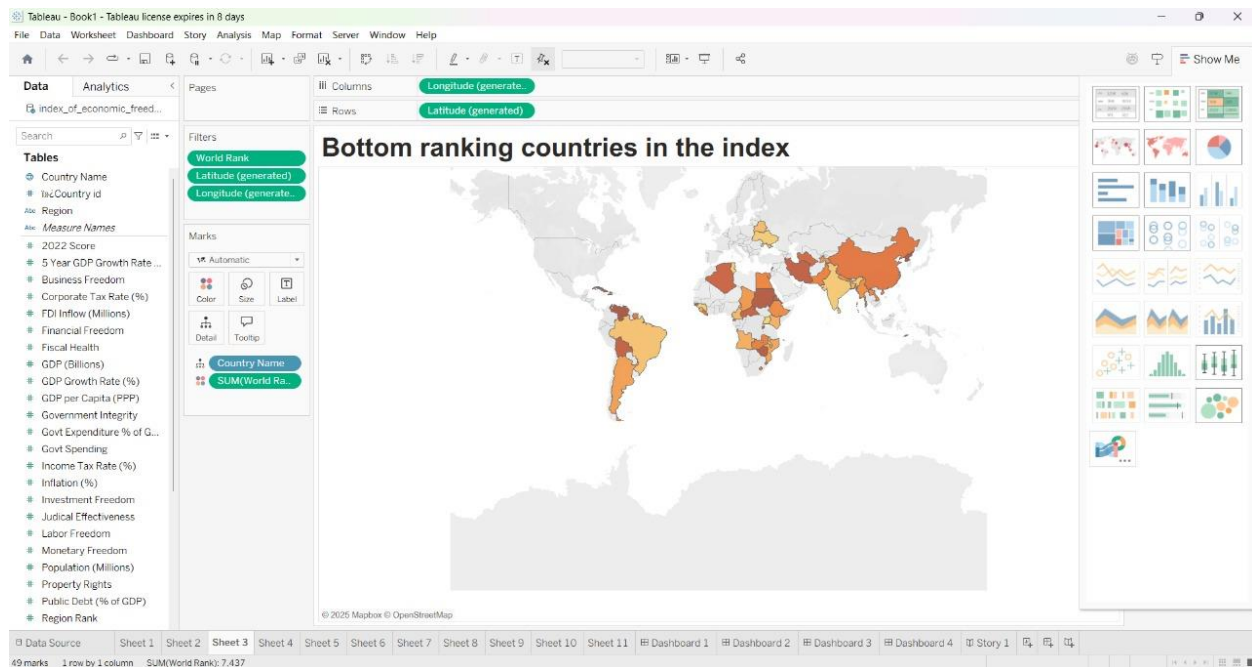 Tableau - Book1 - Tableau license expires in 8 days
File Data Worksheet Dashboard Story Analysis Map Format Server Window Help
Show Me
Data Analytics
Pages
Columns Longitude (generate..
index_of_economic_freed...
Rows Latitude (generated)
Search
Filters
World Rank
Latitude (generated)
Longitude (generate..
Bottom ranking countries in the index
Tables
Country Name
Country id
Abc Region
Abc Measure Names
2022 Score
5 Year GDP Growth Rate ...
Business Freedom
Corporate Tax Rate (%)
FDI Inflow (Millions)
Financial Freedom
Fiscal Health
GDP (Billions)
GDP Growth Rate (%)
GDP per Capita (PPP)
Government Integrity
Govt Expenditure % of G...
Govt Spending
Income Tax Rate (%)
Inflation (%)
Investment Freedom
Judical Effectiveness
Labor Freedom
Monetary Freedom
Population (Millions)
Property Rights
Public Debt (% of GDP)
Region Rank
Marks
Automatic
Color Size Label
Detail Tooltip
Country Name
SUM(World Ra..
© 2025 Mapbox © OpenStreetMap
Data Source Sheet 1 Sheet 2 Sheet 3 Sheet 4 Sheet 5 Sheet 6 Sheet 7 Sheet 8 Sheet 9 Sheet 10 Sheet 11 Dashboard 1 Dashboard 2 Dashboard 3 Dashboard 4 Story 1
49 marks 1 row by 1 column SUM(World Rank): 7,437